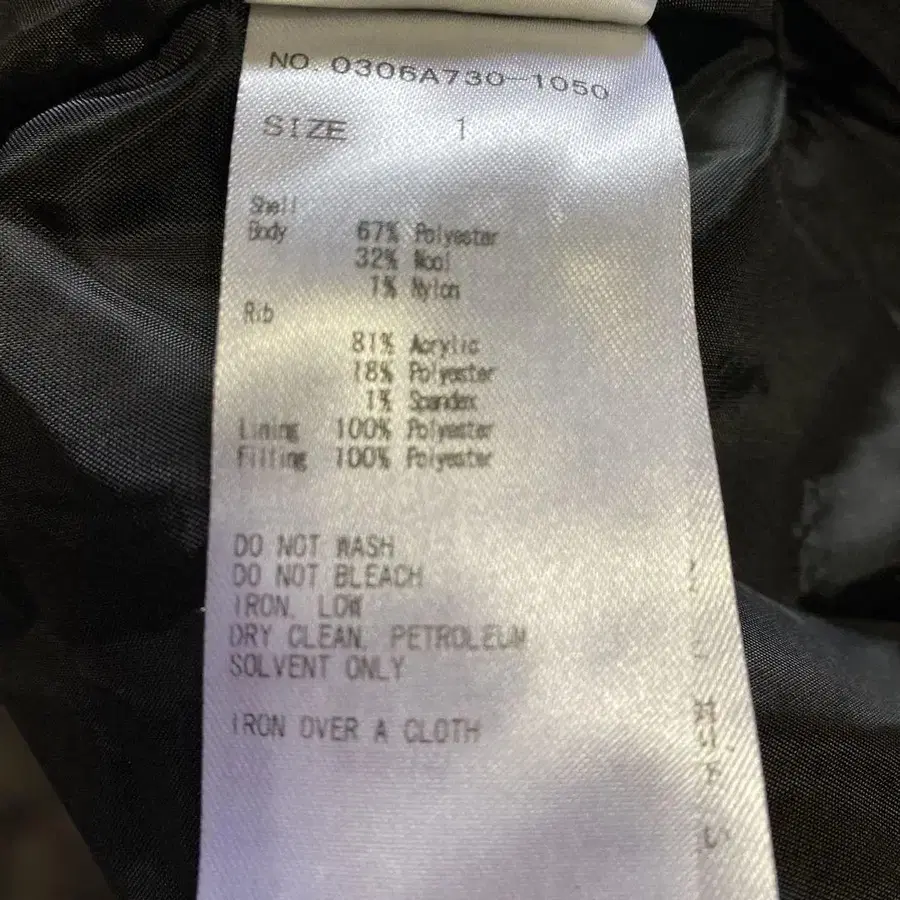 NO. 0306A730-1050
SIZE 1
Shell
Body 67% Polyester
32% Wool
1% Nylon
Rib
81% Acrylic
18% Polyester
1% Spandex
Lining 100% Polyester
Filling 100% Polyester
DO NOT WASH
DO NOT BLEACH
IRON, LOW
DRY CLEAN, PETROLEUM
SOLVENT ONLY
IRON OVER A CLOTH